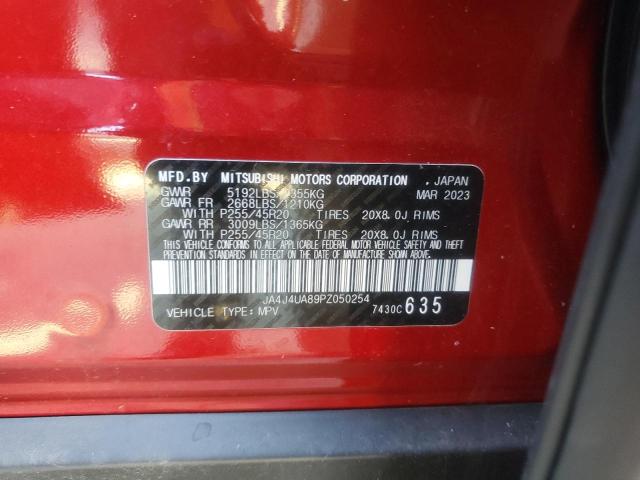 MFD.BY MITSUBISHI MOTORS CORPORATION , JAPAN
GVWR 5192LBS/2355KG MAR 2023
GAWR FR 2668LBS/1210KG
WITH P255/45R20 TIRES 20X8.0J RIMS
GAWR RR 3009LBS/1365KG
WITH P255/45R20 TIRES 20X8.0J RIMS
THIS VEHICLE CONFORMS TO ALL APPLICABLE FEDERAL MOTOR VEHICLE SAFETY AND THEFT
PREVENTION STANDARDS IN EFFECT ON THE DATE OF MANUFACTURE SHOWN ABOVE.
JA4J4UA89PZ050254
VEHICLE TYPE: MPV 7430C 635